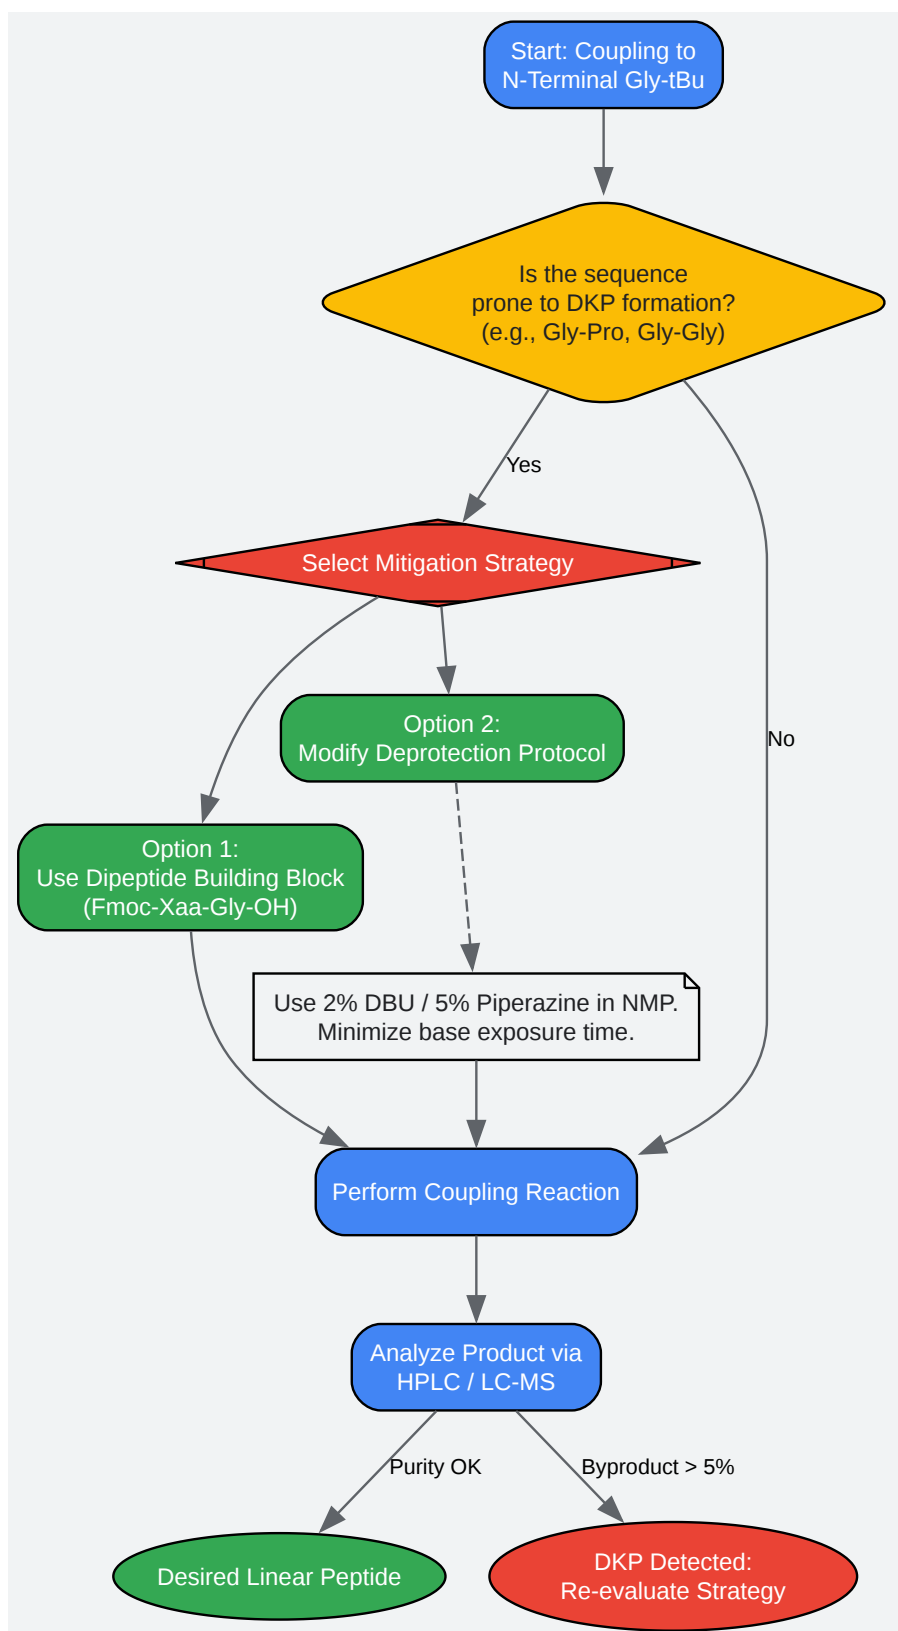 Start: Coupling to
N-Terminal Gly-tBu
Is the sequence
prone to DKP formation?
(e.g., Gly-Pro, Gly-Gly)
Yes
Select Mitigation Strategy
Option 2:
Modify Deprotection Protocol
No
Option 1:
Use Dipeptide Building Block
(Fmoc-Xaa-Gly-OH)
Use 2% DBU / 5% Piperazine in NMP.
Minimize base exposure time.
Perform Coupling Reaction
Analyze Product via
HPLC / LC-MS
Purity OK
Byproduct > 5%
Desired Linear Peptide
DKP Detected:
Re-evaluate Strategy